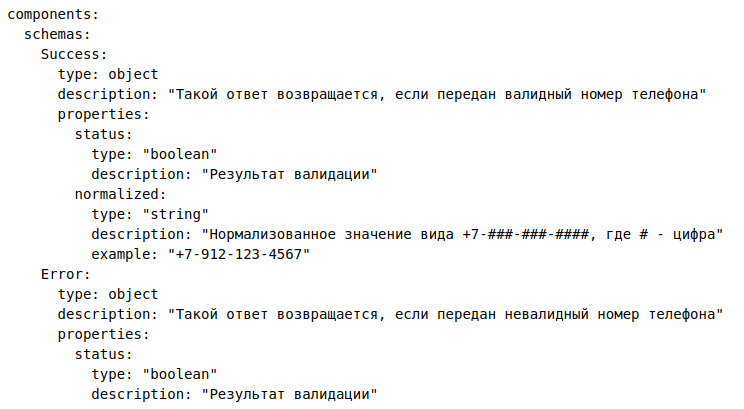 components:
  schemas:
    Success:
      type: object
      description: "Такой ответ возвращается, если передан валидный номер телефона"
      properties:
        status:
          type: "boolean"
          description: "Результат валидации"
        normalized:
          type: "string"
          description: "Нормализованное значение вида +7-###-###-####, где # - цифра"
          example: "+7-912-123-4567"
    Error:
      type: object
      description: "Такой ответ возвращается, если передан невалидный номер телефона"
      properties:
        status:
          type: "boolean"
          description: "Результат валидации"